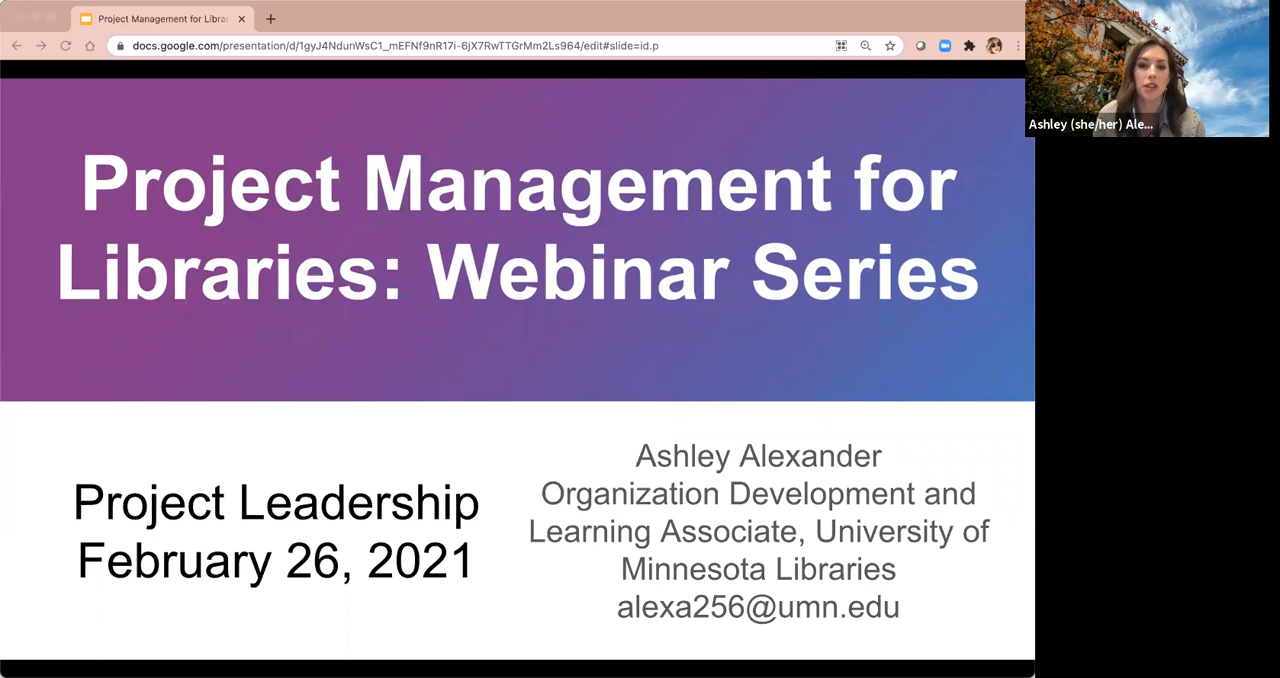 Project Management for Librar
docs.google.com/presentation/d/1gyJ4NdunWsC1_mEFNf9nR17i-6jX7RwTTGrMm2Ls964/edit#slide=id.p
Ashley (she/her) Ale...
Project Management for
Libraries: Webinar Series
Project Leadership
February 26, 2021
Ashley Alexander
Organization Development and
Learning Associate, University of
Minnesota Libraries
alexa256@umn.edu